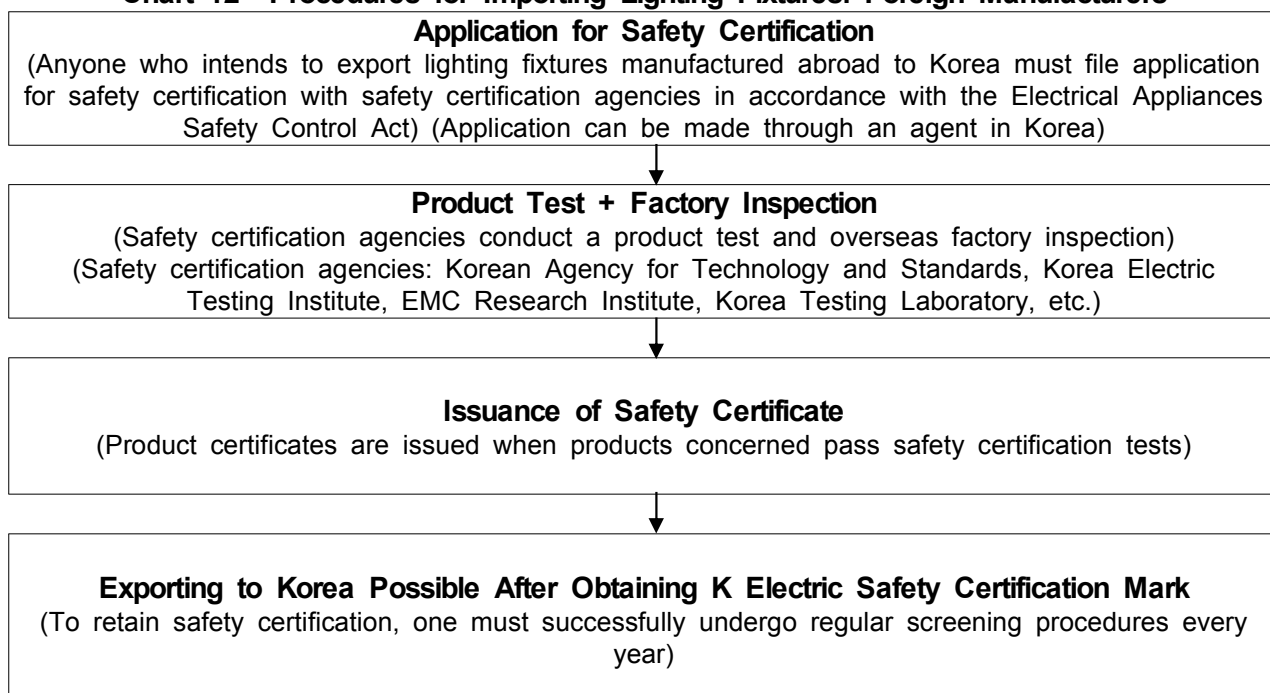 Application for Safety Certification
(Anyone who intends to export lighting fixtures manufactured abroad to Korea must file application
for safety certification with safety certification agencies in accordance with the Electrical Appliances
Safety Control Act) (Application can be made through an agent in Korea)
Product Test + Factory Inspection
(Safety certification agencies conduct a product test and overseas factory inspection)
(Safety certification agencies: Korean Agency for Technology and Standards, Korea Electric
Testing Institute, EMC Research Institute, Korea Testing Laboratory, etc.)
Issuance of Safety Certificate
(Product certificates are issued when products concerned pass safety certification tests)
Exporting to Korea Possible After Obtaining K Electric Safety Certification Mark
(To retain safety certification, one must successfully undergo regular screening procedures every
year)